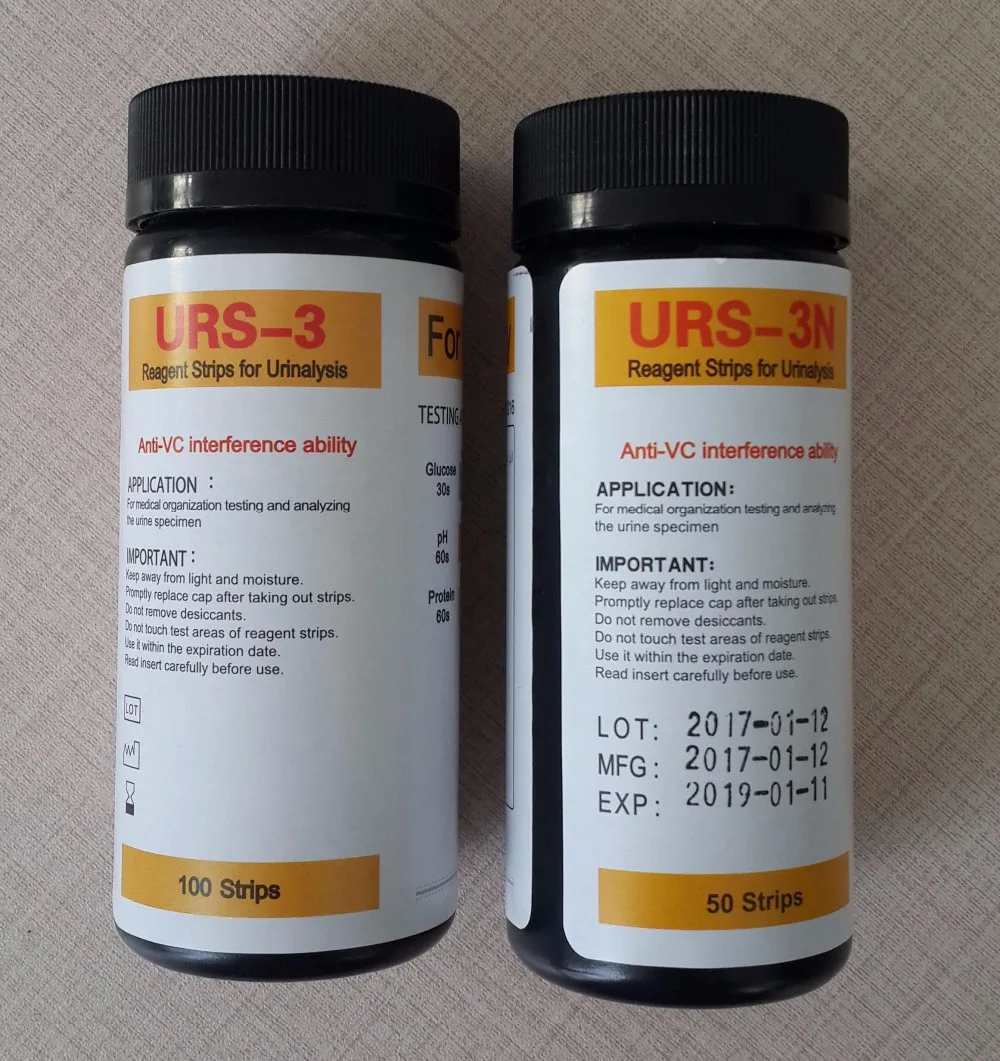 URS-3
Reagent Strips for Urinalysis
Anti-VC interference ability
APPLICATION :
For medical organization testing and analyzing
the urine specimen
IMPORTANT :
Keep away from light and moisture.
Promptly replace cap after taking out strips.
Do not remove desiccants.
Do not touch test areas of reagent strips.
Use it within the expiration date.
Read insert carefully before use.
LOT
100 Strips
For
TESTING
Glucose
30s
pH
60s
Protein
60s
URS-3N
Reagent Strips for Urinalysis
Anti-VC interference ability
APPLICATION:
For medical organization testing and analyzing
the urine specimen
IMPORTANT:
Keep away from light and moisture.
Promptly replace cap after taking out strips.
Do not remove desiccants.
Do not touch test areas of reagent strips.
Use it within the expiration date.
Read insert carefully before use.
LOT: 2017-01-12
MFG: 2017-01-12
EXP: 2019-01-11
50 Strips